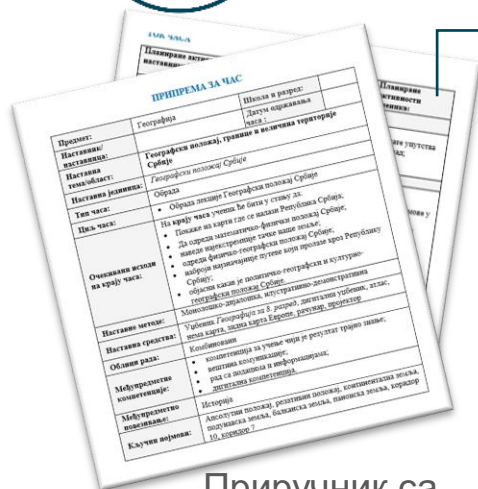 ТОК ЧАСА
Планиране
наставни
Планиране
активности
ПРИПРЕМА ЗА ЧАС
Предмет:
Географија
Школа и разред:
Наставник/
наставница:
Датум одржавања
часа :
Наставна
тема/област:
Географски положај, границе и величина територије
Србије
Наставна јединица:
Географски положај Србије
Тип часа:
Обрада
Циљ часа:
• Обрада лекције Географски положај Србије
Очекивани исходи
на крају часа:
На крају часа ученик ће бити у стању да:
• Покаже на карти где се налази Република Србија;
• Да одреди математичко-физички положај Србије;
• наведе најекстремније тачке наше земље;
• одреди физичко-географски положај Србије;
• наброји најзначајније путеве који пролазе кроз Републику
Србију;
• објасни какав је политичко-географски и културно-
географски положај Србије.
Наставне методе:
Монолошко-дијалошка, илустративно-демонстративна
Наставна средства:
Уџбеник Географија за 8. разред, дигитални уџбеник, атлас,
нема карта, зидна карта Европе, рачунар, пројектор
Облици рада:
Комбиновани
Међупредметне
компетенције:
• компетенција за учење чији је резултат трајно знање;
• вештина комуникације;
• рад са подацима и информацијама;
• дигитална компетенција.
Међупредметно
повезивање:
Историја
Кључни појмови:
Апсолутни положај, релативни положај, континентална земља,
подунавска земља, балканска земља, панонска земља, коридор
10, коридор 7
Приручник са